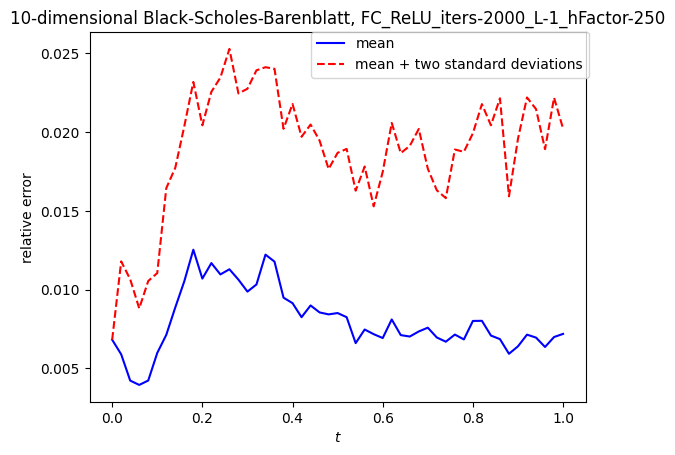 10-dimensional Black-Scholes-Barenblatt, FC_ReLU_iters-2000_L-1_hFactor-250
mean
mean + two standard deviations
relative error
0.025
0.020
0.015
0.010
0.005
0.0 0.2 0.4 0.6 0.8 1.0
t